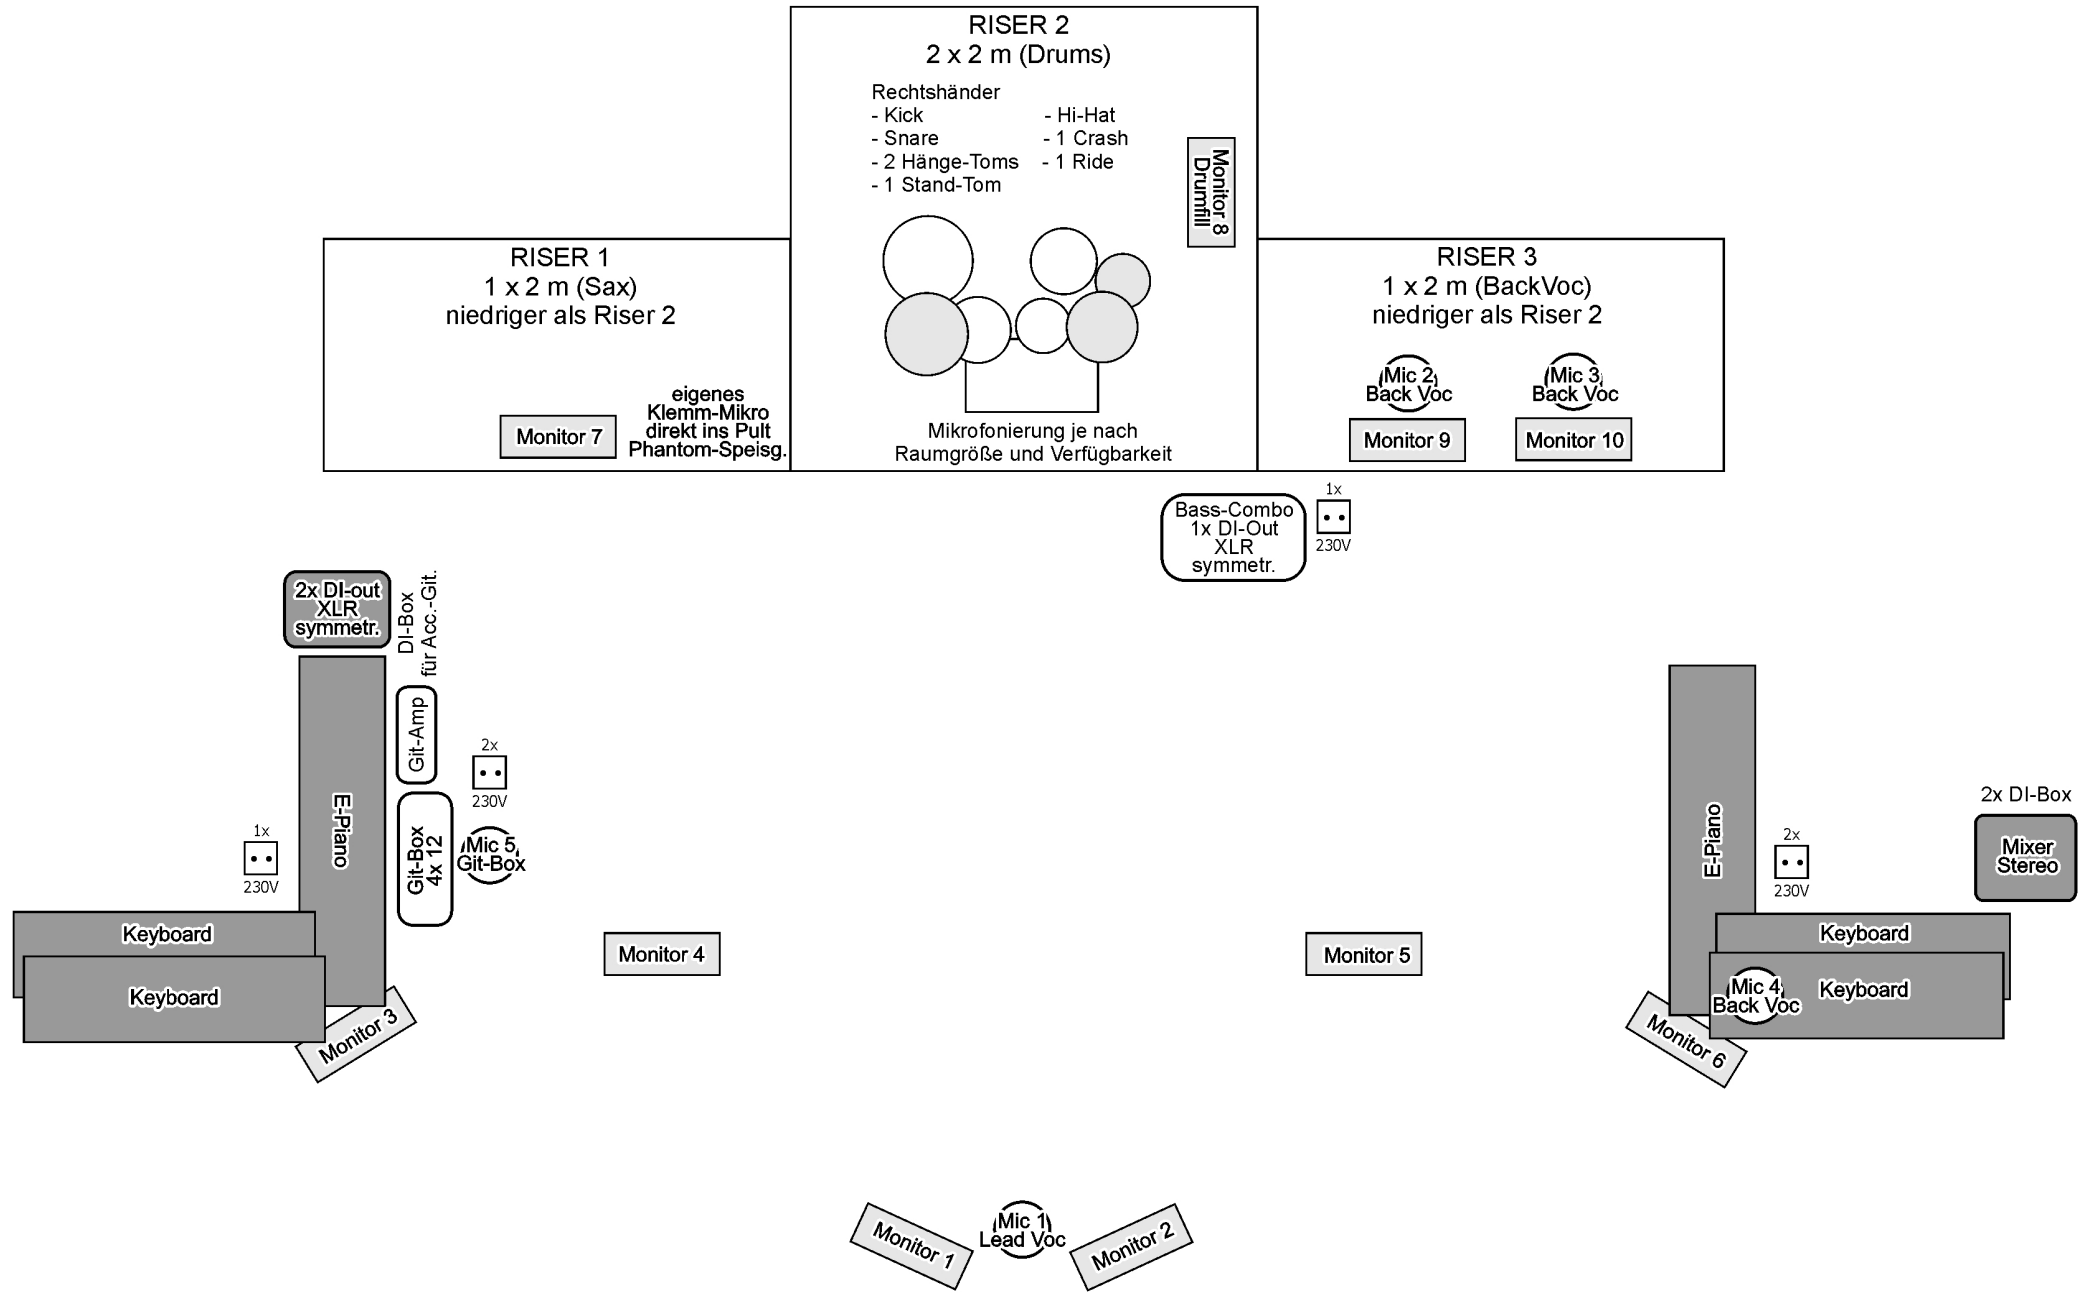 RISER 2
2 x 2 m (Drums)
Rechtshänder
- Kick
- Snare
- 2 Hänge-Toms
- 1 Stand-Tom
- Hi-Hat
- 1 Crash
- 1 Ride
Monitor 8
Drumfill
Mikrofonierung je nach
Raumgröße und Verfügbarkeit
RISER 1
1 x 2 m (Sax)
niedriger als Riser 2
Monitor 7
eigenes
Klemm-Mikro
direkt ins Pult
Phantom-Speisg.
RISER 3
1 x 2 m (BackVoc)
niedriger als Riser 2
Mic 2
Back Voc
Mic 3
Back Voc
Monitor 9
Monitor 10
Bass-Combo
1x DI-Out
XLR
symmetr.
1x
230V
2x DI-out
XLR
symmetr.
DI-Box
für Acc.-Git.
Git-Amp
2x
230V
E-Piano
Git-Box
4x 12
Mic 5
Git-Box
1x
230V
Keyboard
Keyboard
Monitor 3
Monitor 4
Monitor 5
E-Piano
2x
230V
2x DI-Box
Mixer
Stereo
Keyboard
Mic 4
Back Voc
Keyboard
Monitor 6
Monitor 1
Mic 1
Lead Voc
Monitor 2